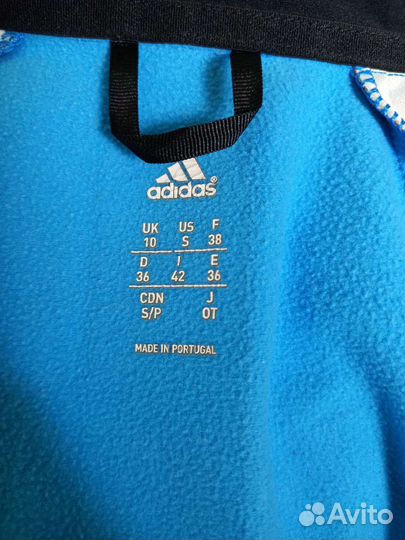 adidas®
UK US F
10 S 38
D I E
36 42 36
CDN J
S/P OT
MADE IN PORTUGAL
Avito